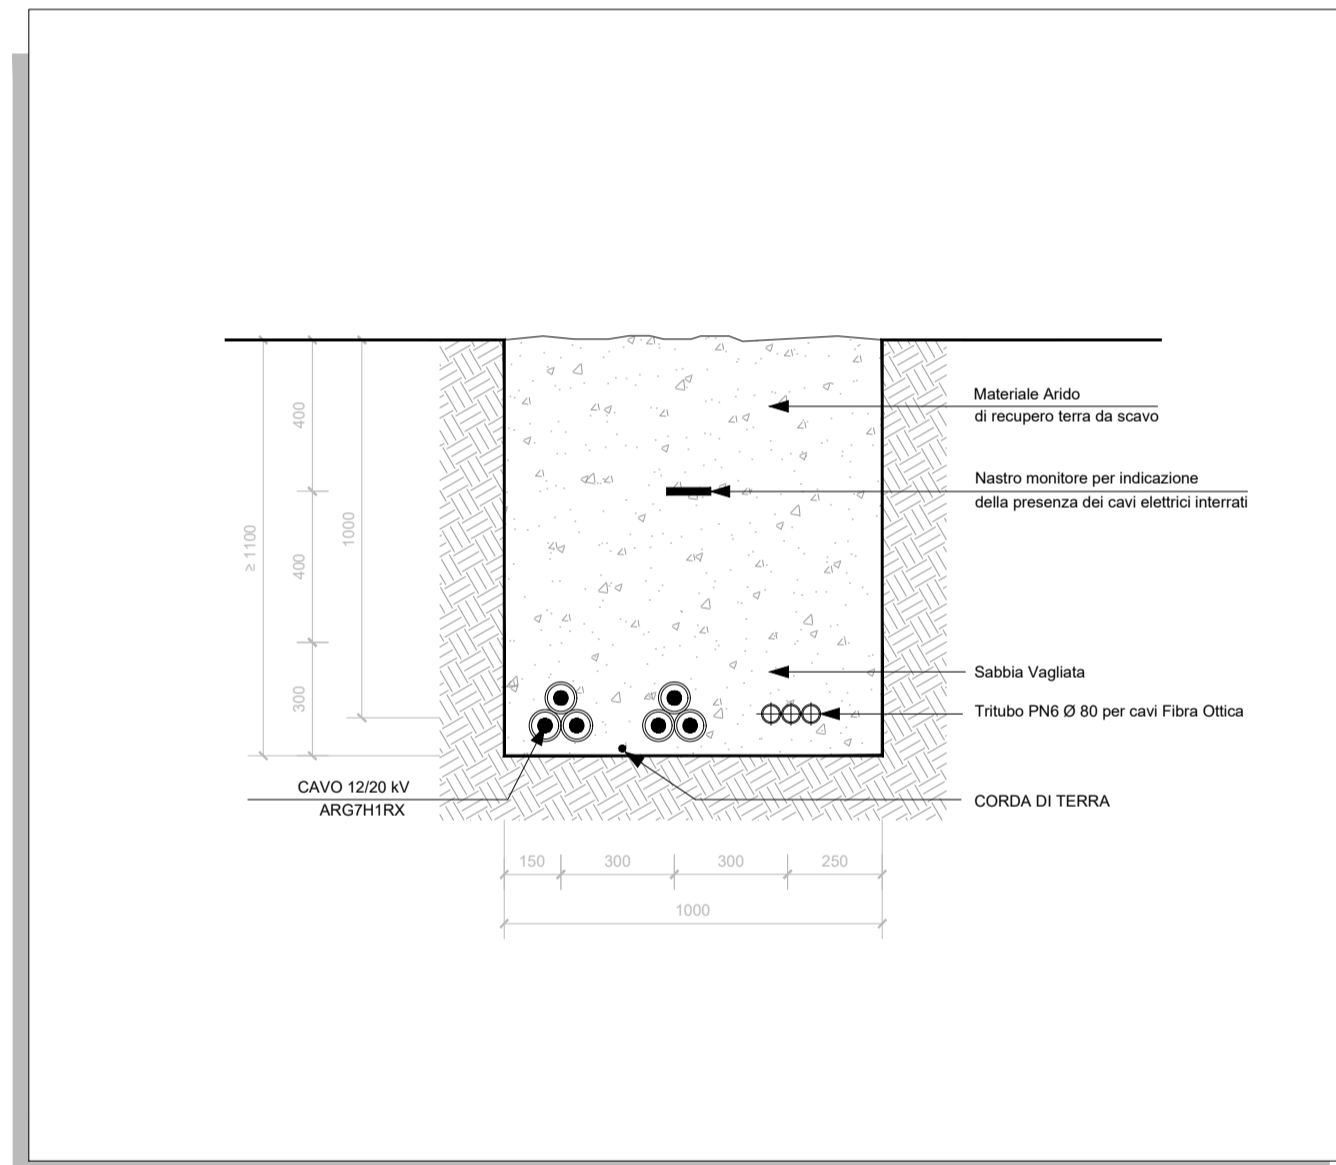 Materiale Arido
di recupero terra da scavo
Nastro monitore per indicazione
della presenza dei cavi elettrici interrati
Sabbia Vagliata
Tritubo PN6 Ø 80 per cavi Fibra Ottica
CORDA DI TERRA
CAVO 12/20 kV
ARG7H1RX
≥ 1100
400
400
300
1000
150
300
300
250
1000